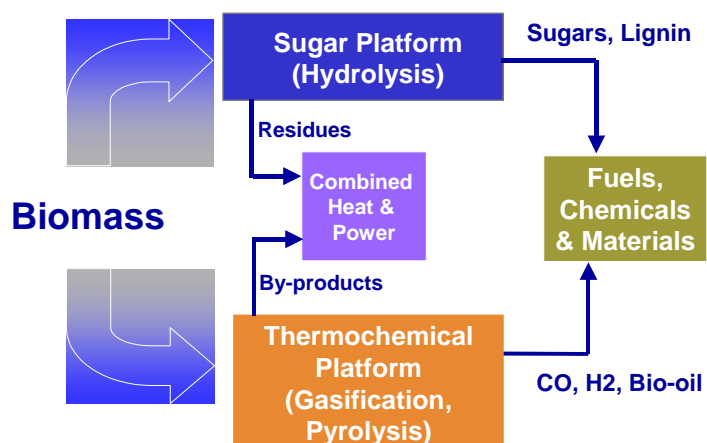 Sugar Platform
(Hydrolysis)
Sugars, Lignin
Residues
Combined
Heat &
Power
Fuels,
Chemicals
& Materials
Biomass
By-products
Thermochemical
Platform
(Gasification,
Pyrolysis)
CO, H2, Bio-oil